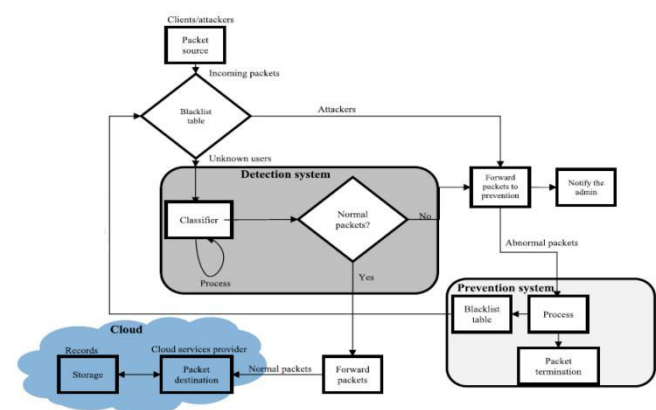 Clients/attackers
Packet
source
Incoming packets
Blacklist
table
Attackers
Unknown users
Detection system
Classifier
Process
Normal
packets?
No
Yes
Forward
packets to
prevention
Notify the
admin
Abnormal packets
Prevention system
Blacklist
table
Process
Packet
termination
Cloud
Records
Storage
Cloud services provider
Packet
destination
Normal packets
Forward
packets